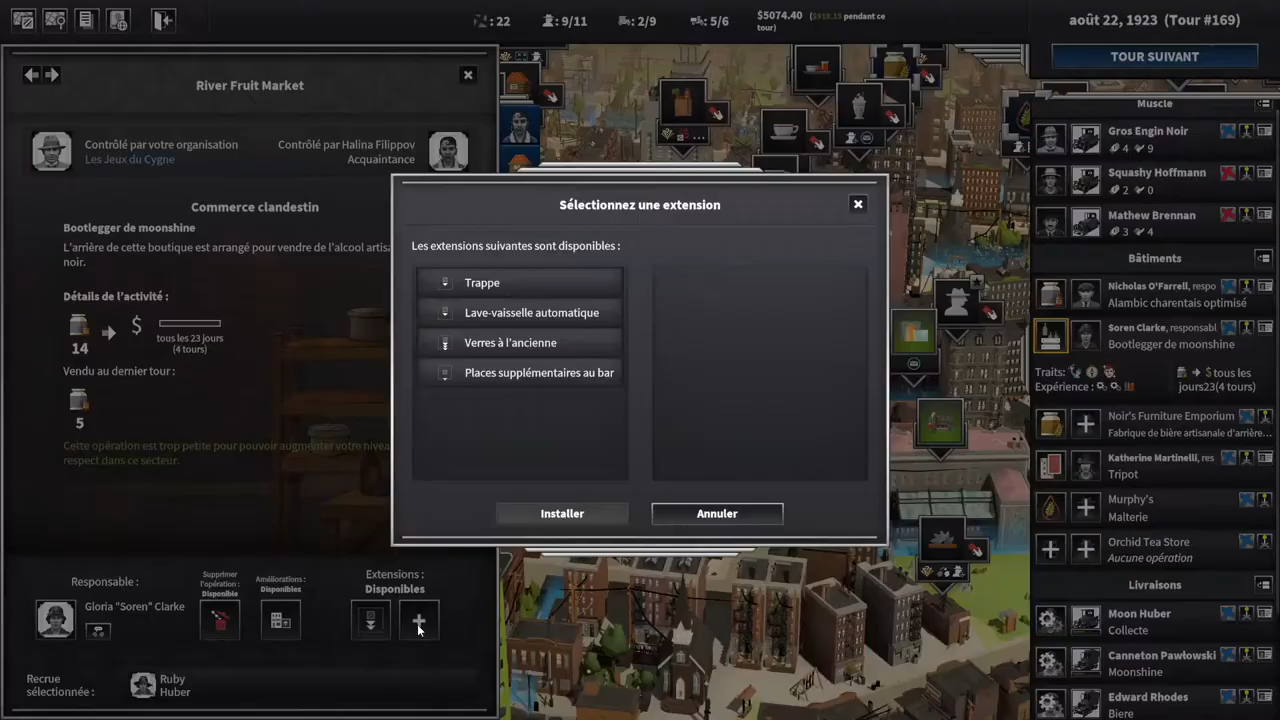 : 22
: 9/11
: 2/9
: 5/6
$5074.40 ($919.15 pendant ce
tour)
août 22, 1923 (Tour #169)
TOUR SUIVANT
River Fruit Market
Contrôlé par votre organisation
Les Jeux du Cygne
Contrôlé par Halina Filippov
Acquaintance
Commerce clandestin
Bootlegger de moonshine
L'arrière de cette boutique est arrangé pour vendre de l'alcool artisa
noir.
Détails de l'activité :
14
$
tous les 23 jours
(4 tours)
Vendu au dernier tour :
5
Cette opération est trop petite pour pouvoir augmenter votre nivea
respect dans ce secteur.
Responsable :
Gloria "Soren" Clarke
Supprimer
l'opération :
Disponible
Améliorations :
Disponibles
Extensions :
Disponibles
Recrue
sélectionnée :
Ruby
Huber
Sélectionnez une extension
Les extensions suivantes sont disponibles :
Trappe
Lave-vaisselle automatique
Verres à l'ancienne
Places supplémentaires au bar
Installer
Annuler
Muscle
Gros Engin Noir
4 9
Squashy Hoffmann
2 0
Mathew Brennan
3 4
Bâtiments
Nicholas O'Farrell, respo
Alambic charentais optimisé
Soren Clarke, responsabl
Bootlegger de moonshine
Traits:
Expérience:
$ tous les
jours23(4 tours)
Noir's Furniture Emporium
Fabrique de bière artisanale d'arrière...
Katherine Martinelli, res
Tripot
Murphy's
Malterie
Orchid Tea Store
Aucune opération
Livraisons
Moon Huber
Collecte
Canneton Pawłowski
Moonshine
Edward Rhodes
Biere